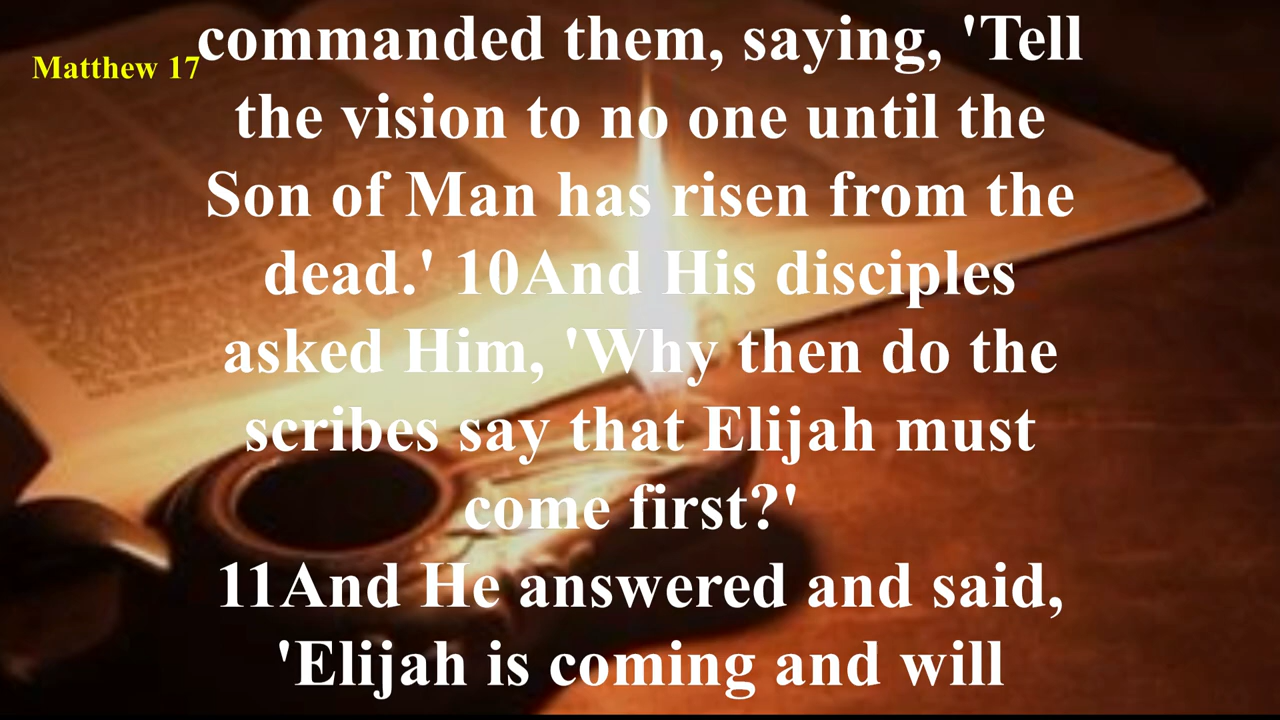 Matthew 17
commanded them, saying, 'Tell
the vision to no one until the
Son of Man has risen from the
dead.' 10And His disciples
asked Him, 'Why then do the
scribes say that Elijah must
come first?'
11And He answered and said,
'Elijah is coming and will